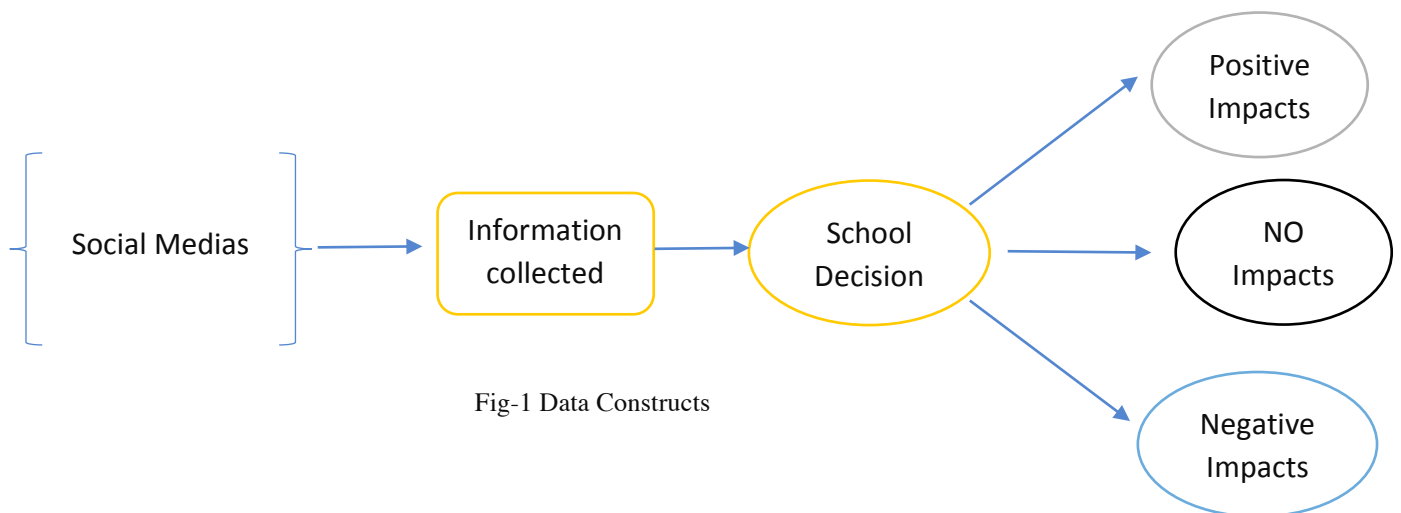 Social Medias
Information
collected
School
Decision
Positive
Impacts
NO
Impacts
Negative
Impacts
Fig-1 Data Constructs